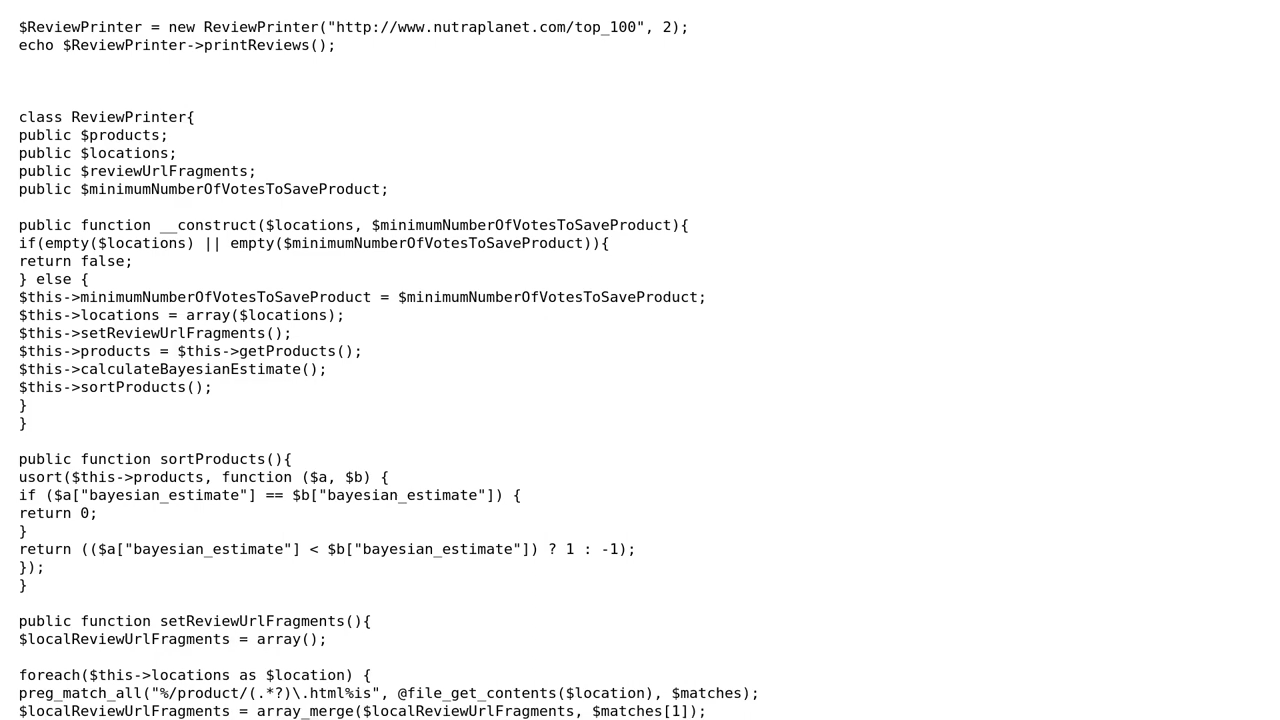 $ReviewPrinter = new ReviewPrinter("http://www.nutraplanet.com/top_100", 2);
echo $ReviewPrinter->printReviews();
class ReviewPrinter{
public $products;
public $locations;
public $reviewUrlFragments;
public $minimumNumberOfVotesToSaveProduct;
public function __construct($locations, $minimumNumberOfVotesToSaveProduct){
if(empty($locations) || empty($minimumNumberOfVotesToSaveProduct)){
return false;
} else {
$this->minimumNumberOfVotesToSaveProduct = $minimumNumberOfVotesToSaveProduct;
$this->locations = array($locations);
$this->setReviewUrlFragments();
$this->products = $this->getProducts();
$this->calculateBayesianEstimate();
$this->sortProducts();
}
}
public function sortProducts(){
usort($this->products, function ($a, $b) {
if ($a["bayesian_estimate"] == $b["bayesian_estimate"]) {
return 0;
}
return (($a["bayesian_estimate"] < $b["bayesian_estimate"]) ? 1 : -1);
});
}
public function setReviewUrlFragments(){
$localReviewUrlFragments = array();
foreach($this->locations as $location) {
preg_match_all("%/product/(.*?)\.html%is", @file_get_contents($location), $matches);
$localReviewUrlFragments = array_merge($localReviewUrlFragments, $matches[1]);